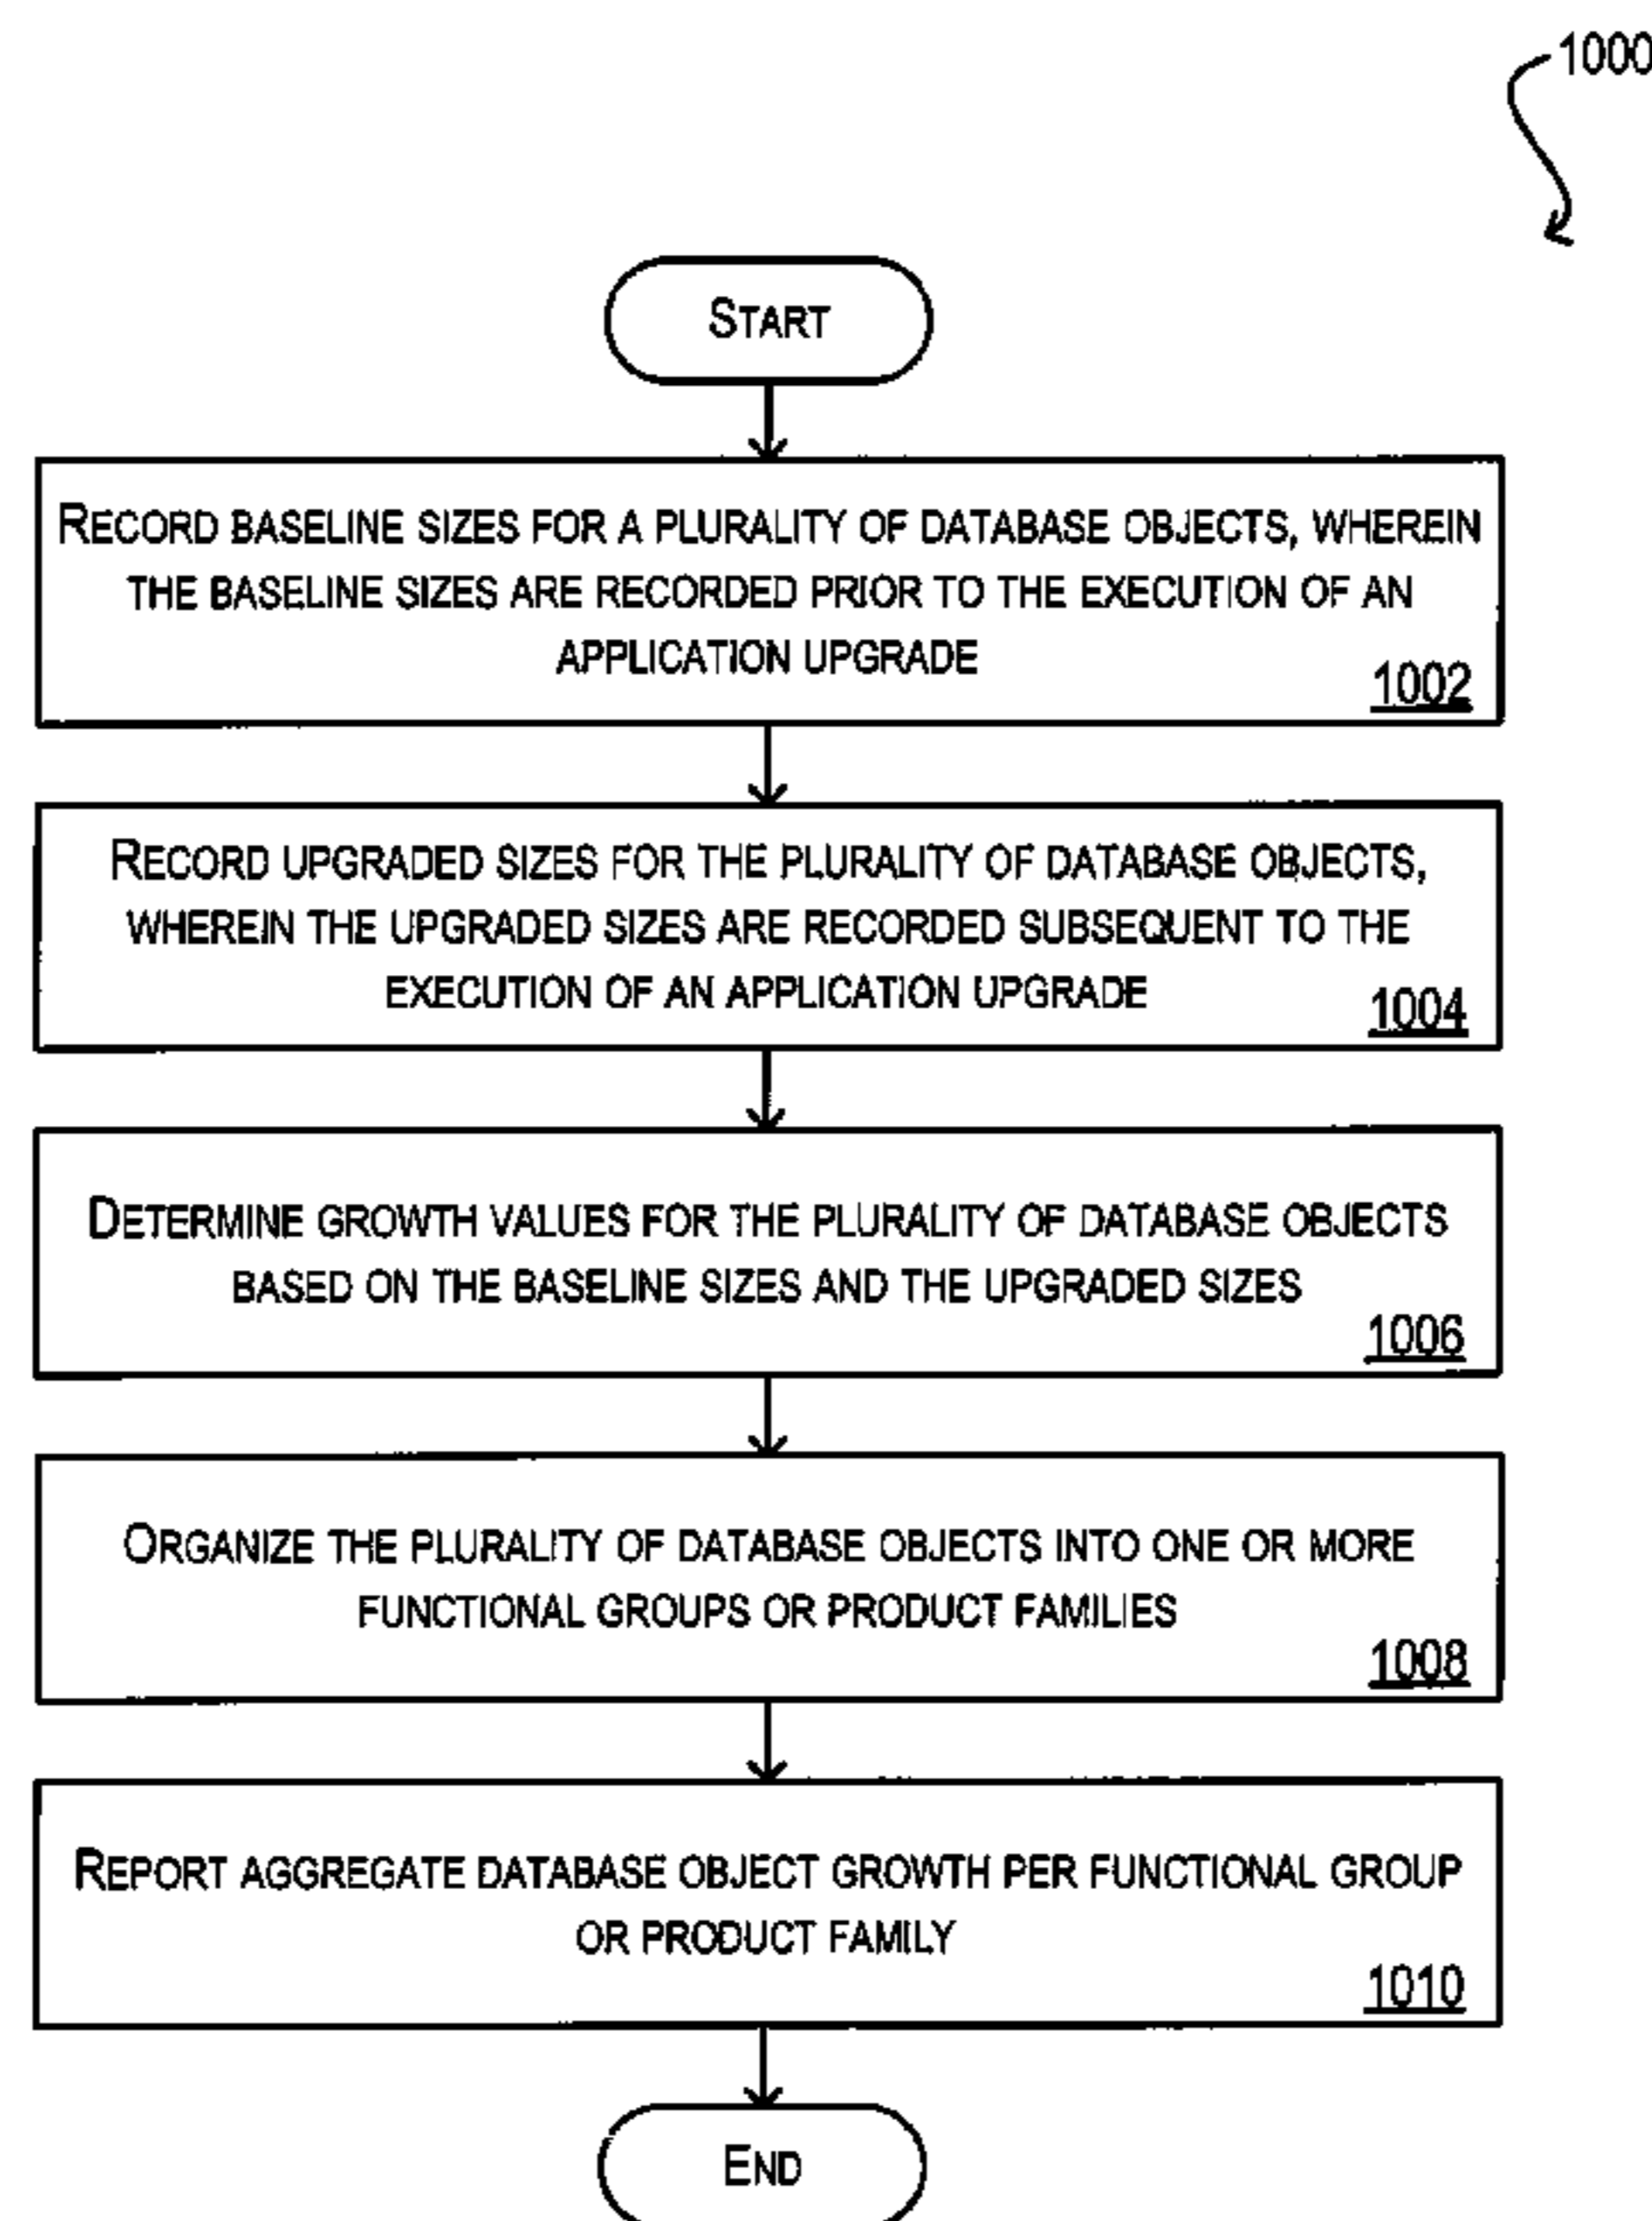 1000
START
RECORD BASELINE SIZES FOR A PLURALITY OF DATABASE OBJECTS, WHEREIN
THE BASELINE SIZES ARE RECORDED PRIOR TO THE EXECUTION OF AN
APPLICATION UPGRADE
1002
RECORD UPGRADED SIZES FOR THE PLURALITY OF DATABASE OBJECTS,
WHEREIN THE UPGRADED SIZES ARE RECORDED SUBSEQUENT TO THE
EXECUTION OF AN APPLICATION UPGRADE
1004
DETERMINE GROWTH VALUES FOR THE PLURALITY OF DATABASE OBJECTS
BASED ON THE BASELINE SIZES AND THE UPGRADED SIZES
1006
ORGANIZE THE PLURALITY OF DATABASE OBJECTS INTO ONE OR MORE
FUNCTIONAL GROUPS OR PRODUCT FAMILIES
1008
REPORT AGGREGATE DATABASE OBJECT GROWTH PER FUNCTIONAL GROUP
OR PRODUCT FAMILY
1010
END